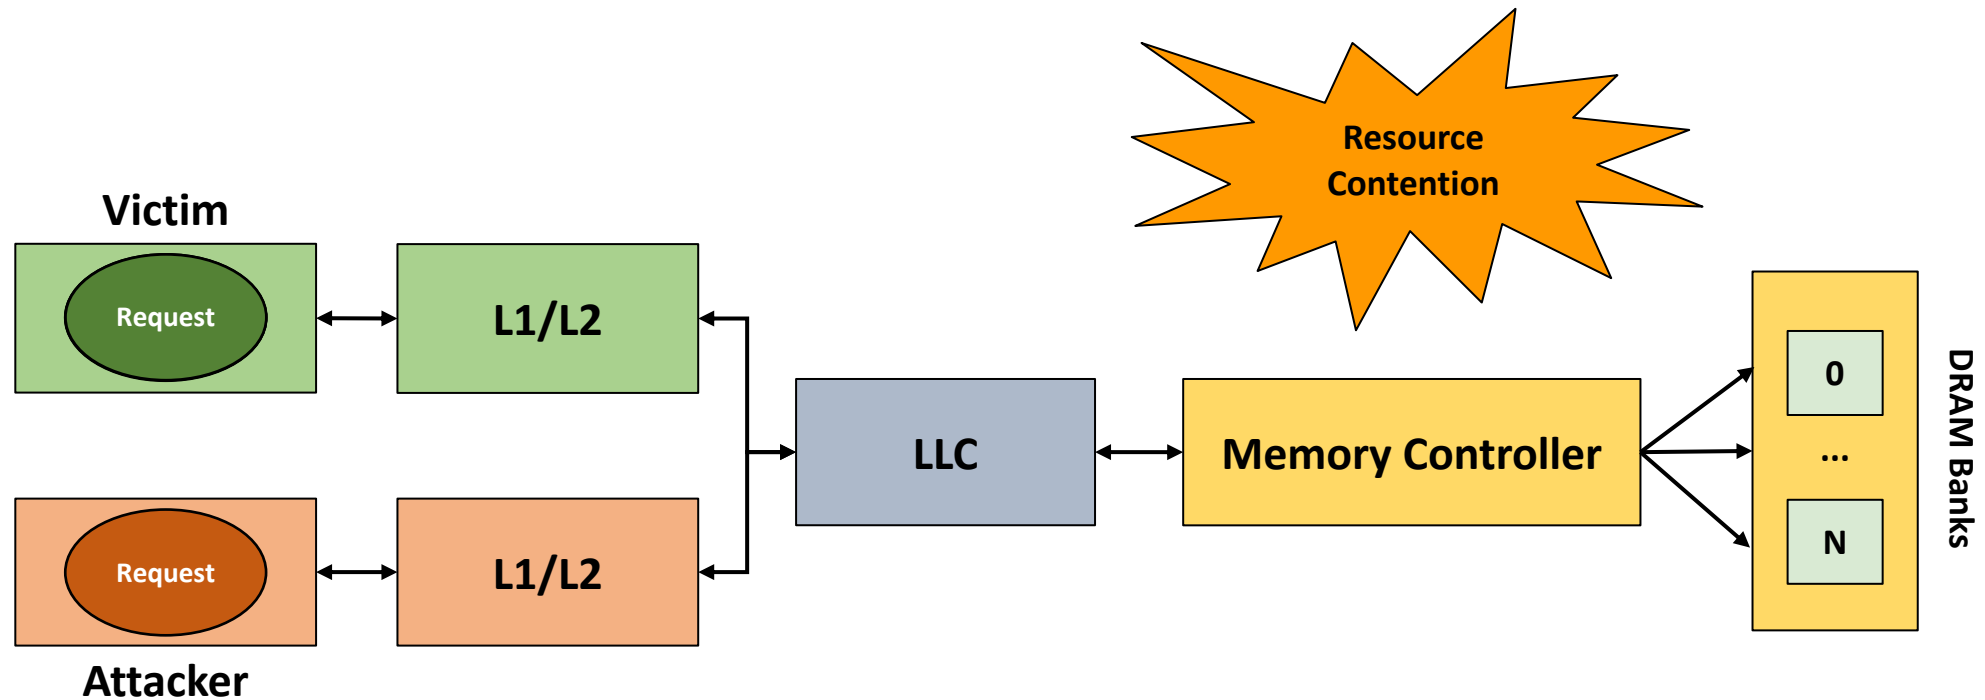 Resource
Contention
Victim
Request
L1/L2
LLC
Memory Controller
0
...
N
DRAM Banks
Request
L1/L2
Attacker